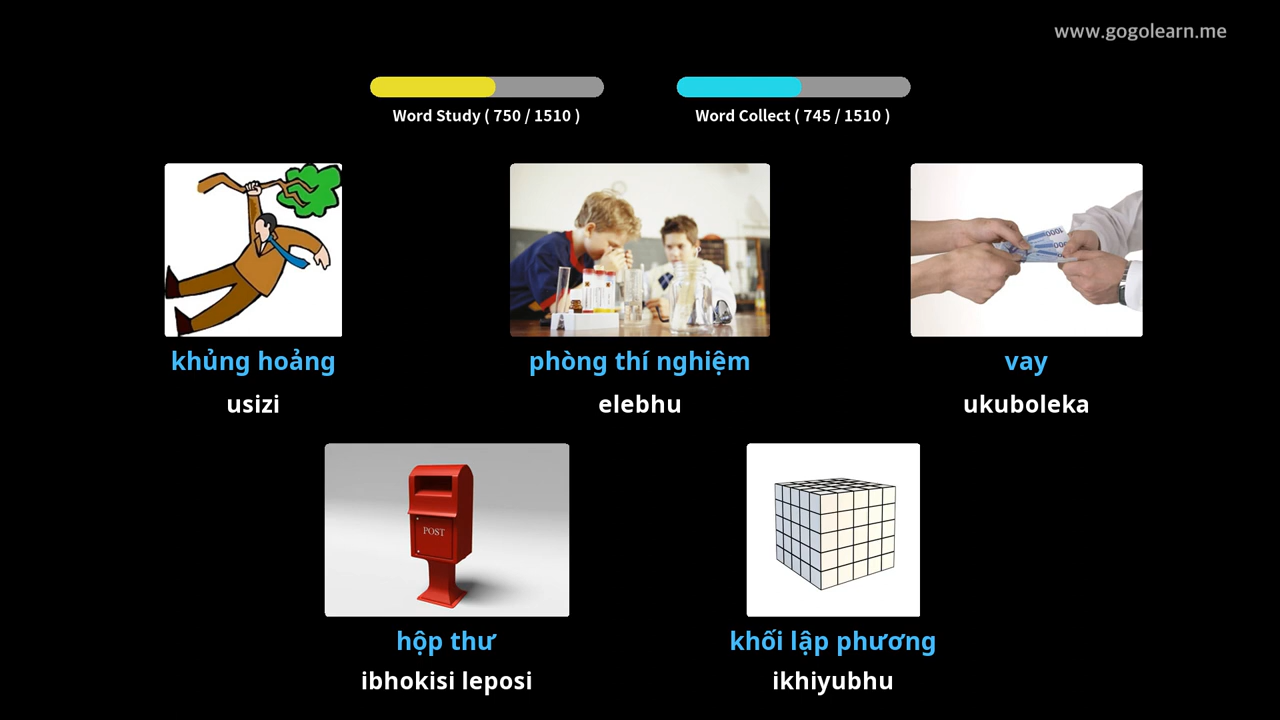 www.gogolearn.me
Word Study ( 750 / 1510 )
Word Collect ( 745 / 1510 )
khủng hoảng
usizi
phòng thí nghiệm
elebhu
vay
ukuboleka
POST
hộp thư
ibhokisi leposi
khối lập phương
ikhiyubhu